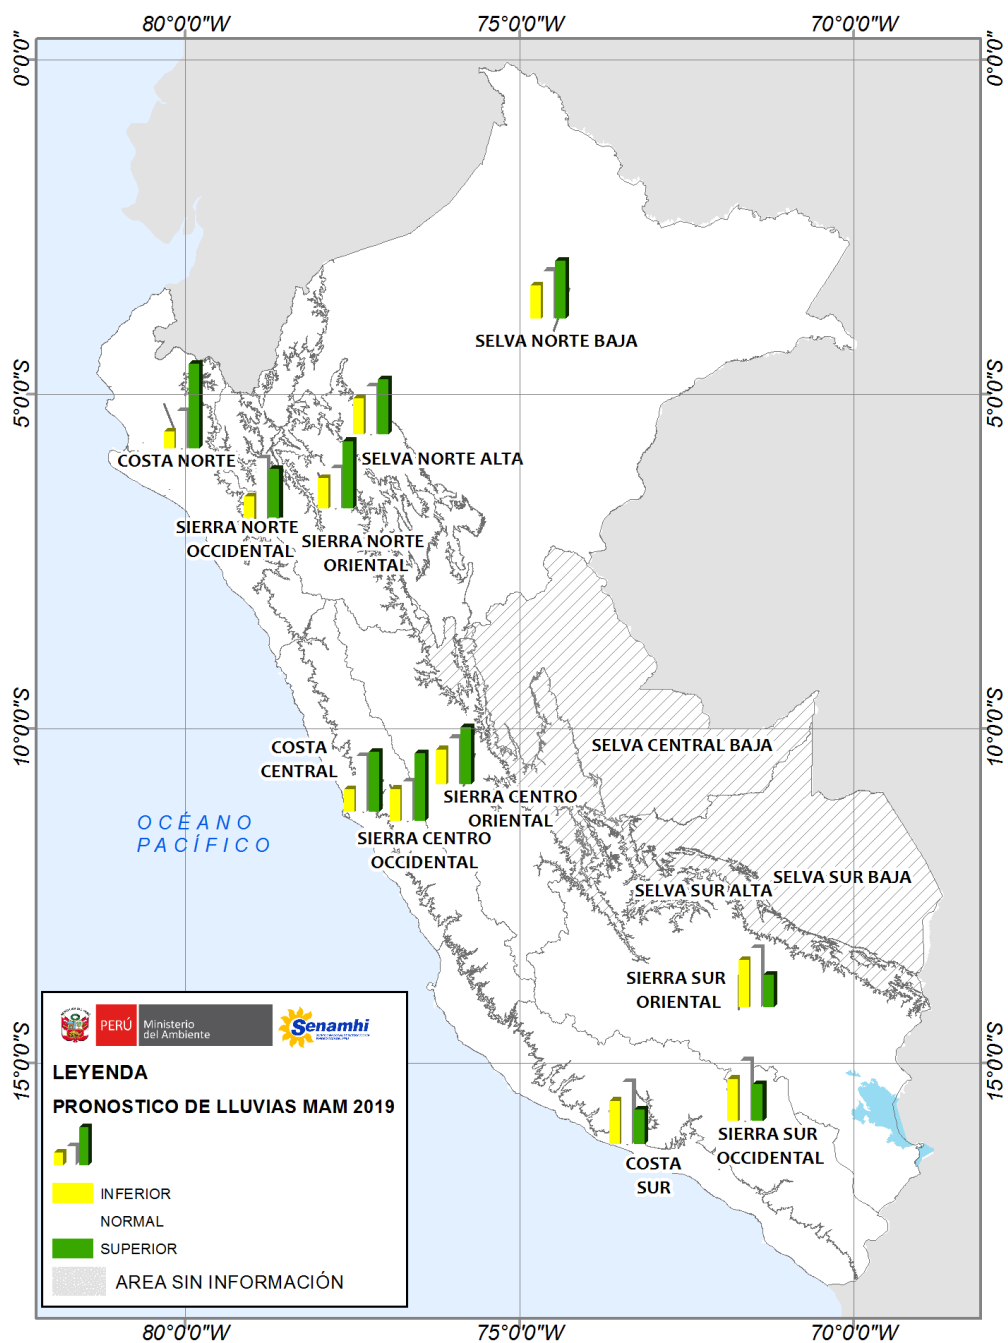 80°0'0"W
75°0'0"W
70°0'0"W
0°0'0"
0°0'0"
SELVA NORTE BAJA
5°0'0"S
5°0'0"S
COSTA NORTE
SELVA NORTE ALTA
SIERRA NORTE
OCCIDENTAL
SIERRA NORTE
ORIENTAL
10°0'0"S
10°0'0"S
COSTA
CENTRAL
SELVA CENTRAL BAJA
SIERRA CENTRO
ORIENTAL
OCÉANO
PACÍFICO
SIERRA CENTRO
OCCIDENTAL
SELVA SUR ALTA
SELVA SUR BAJA
SIERRA SUR
ORIENTAL
15°0'0"S
15°0'0"S
SIERRA SUR
OCCIDENTAL
COSTA
SUR
PERÚ
Ministerio
del Ambiente
Senamhi
LEYENDA
PRONOSTICO DE LLUVIAS MAM 2019
INFERIOR
NORMAL
SUPERIOR
AREA SIN INFORMACIÓN
80°0'0"W
75°0'0"W
70°0'0"W